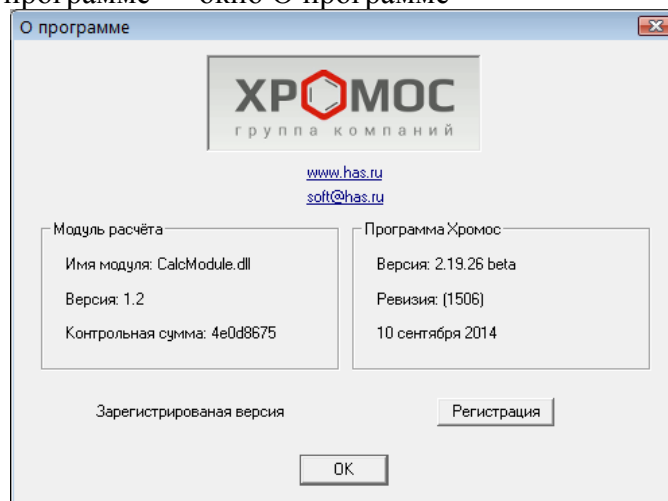 программе — окно О программе
О программе
ХРОМОС
группа компаний
www.has.ru
soft@has.ru
Модуль расчёта
Имя модуля: CalcModule.dll
Версия: 1.2
Контрольная сумма: 4e0d8675
Программа Хромос
Версия: 2.19.26 beta
Ревизия: (1506)
10 сентября 2014
Зарегистрированая версия
Регистрация
OK